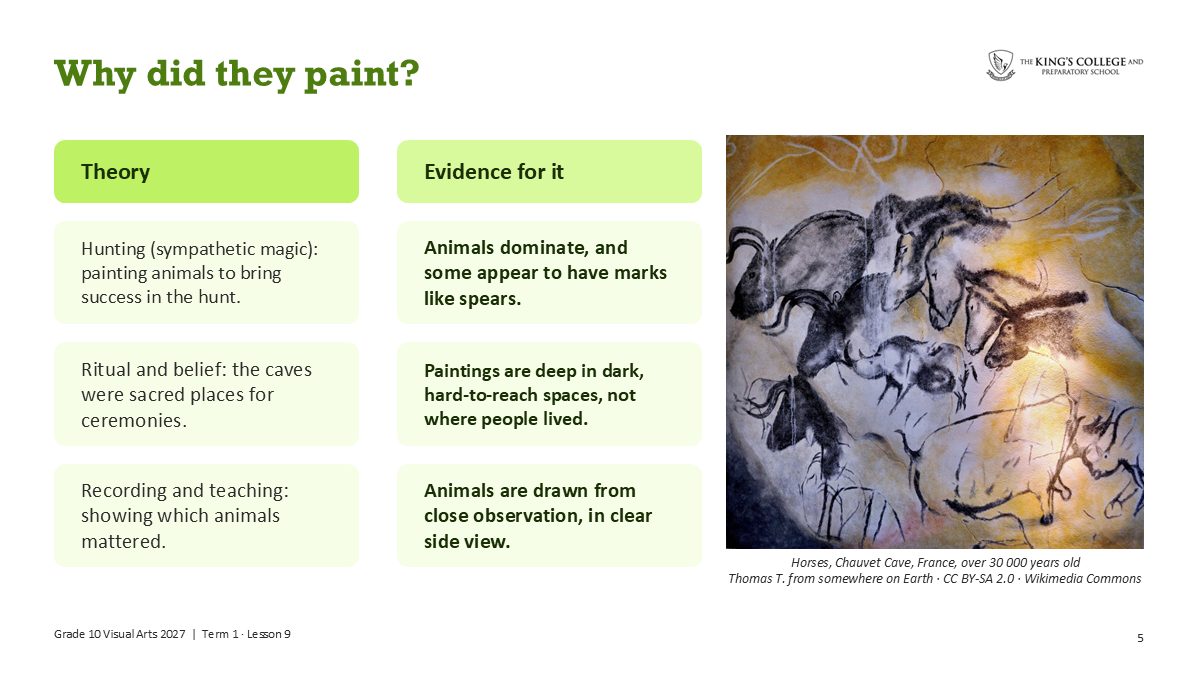 Why did they paint?
THE KING'S COLLEGE AND
PREPARATORY SCHOOL
Theory
Evidence for it
Hunting (sympathetic magic):
painting animals to bring
success in the hunt.
Animals dominate, and
some appear to have marks
like spears.
Ritual and belief: the caves
were sacred places for
ceremonies.
Paintings are deep in dark,
hard-to-reach spaces, not
where people lived.
Recording and teaching:
showing which animals
mattered.
Animals are drawn from
close observation, in clear
side view.
Horses, Chauvet Cave, France, over 30 000 years old
Thomas T. from somewhere on Earth · CC BY-SA 2.0 · Wikimedia Commons
Grade 10 Visual Arts 2027 | Term 1 · Lesson 9
5